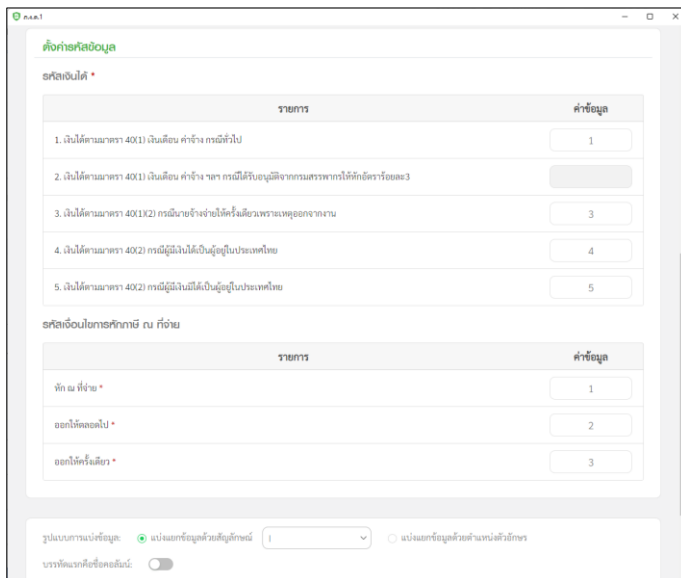 ภ.ง.ด.1
ตั้งค่ารหัสข้อมูล
รหัสเงินได้ *
รายการ ค่าข้อมูล
1. เงินได้ตามมาตรา 40(1) เงินเดือน ค่าจ้าง กรณีทั่วไป 1
2. เงินได้ตามมาตรา 40(1) เงินเดือน ค่าจ้าง ฯลฯ กรณีได้รับอนุมัติจากกรมสรรพากรให้หักอัตราร้อยละ3
3. เงินได้ตามมาตรา 40(1)(2) กรณีนายจ้างจ่ายให้ครั้งเดียวเพราะเหตุออกจากงาน 3
4. เงินได้ตามมาตรา 40(2) กรณีผู้มีเงินได้เป็นผู้อยู่ในประเทศไทย 4
5. เงินได้ตามมาตรา 40(2) กรณีผู้มีเงินมิได้เป็นผู้อยู่ในประเทศไทย 5
รหัสเงื่อนไขการหักภาษี ณ ที่จ่าย
รายการ ค่าข้อมูล
หัก ณ ที่จ่าย * 1
ออกให้ตลอดไป * 2
ออกให้ครั้งเดียว * 3
รูปแบบการแบ่งข้อมูล: แบ่งแยกข้อมูลด้วยสัญลักษณ์ | แบ่งแยกข้อมูลด้วยตำแหน่งตัวอักษร
บรรทัดแรกคือชื่อคอลัมน์: